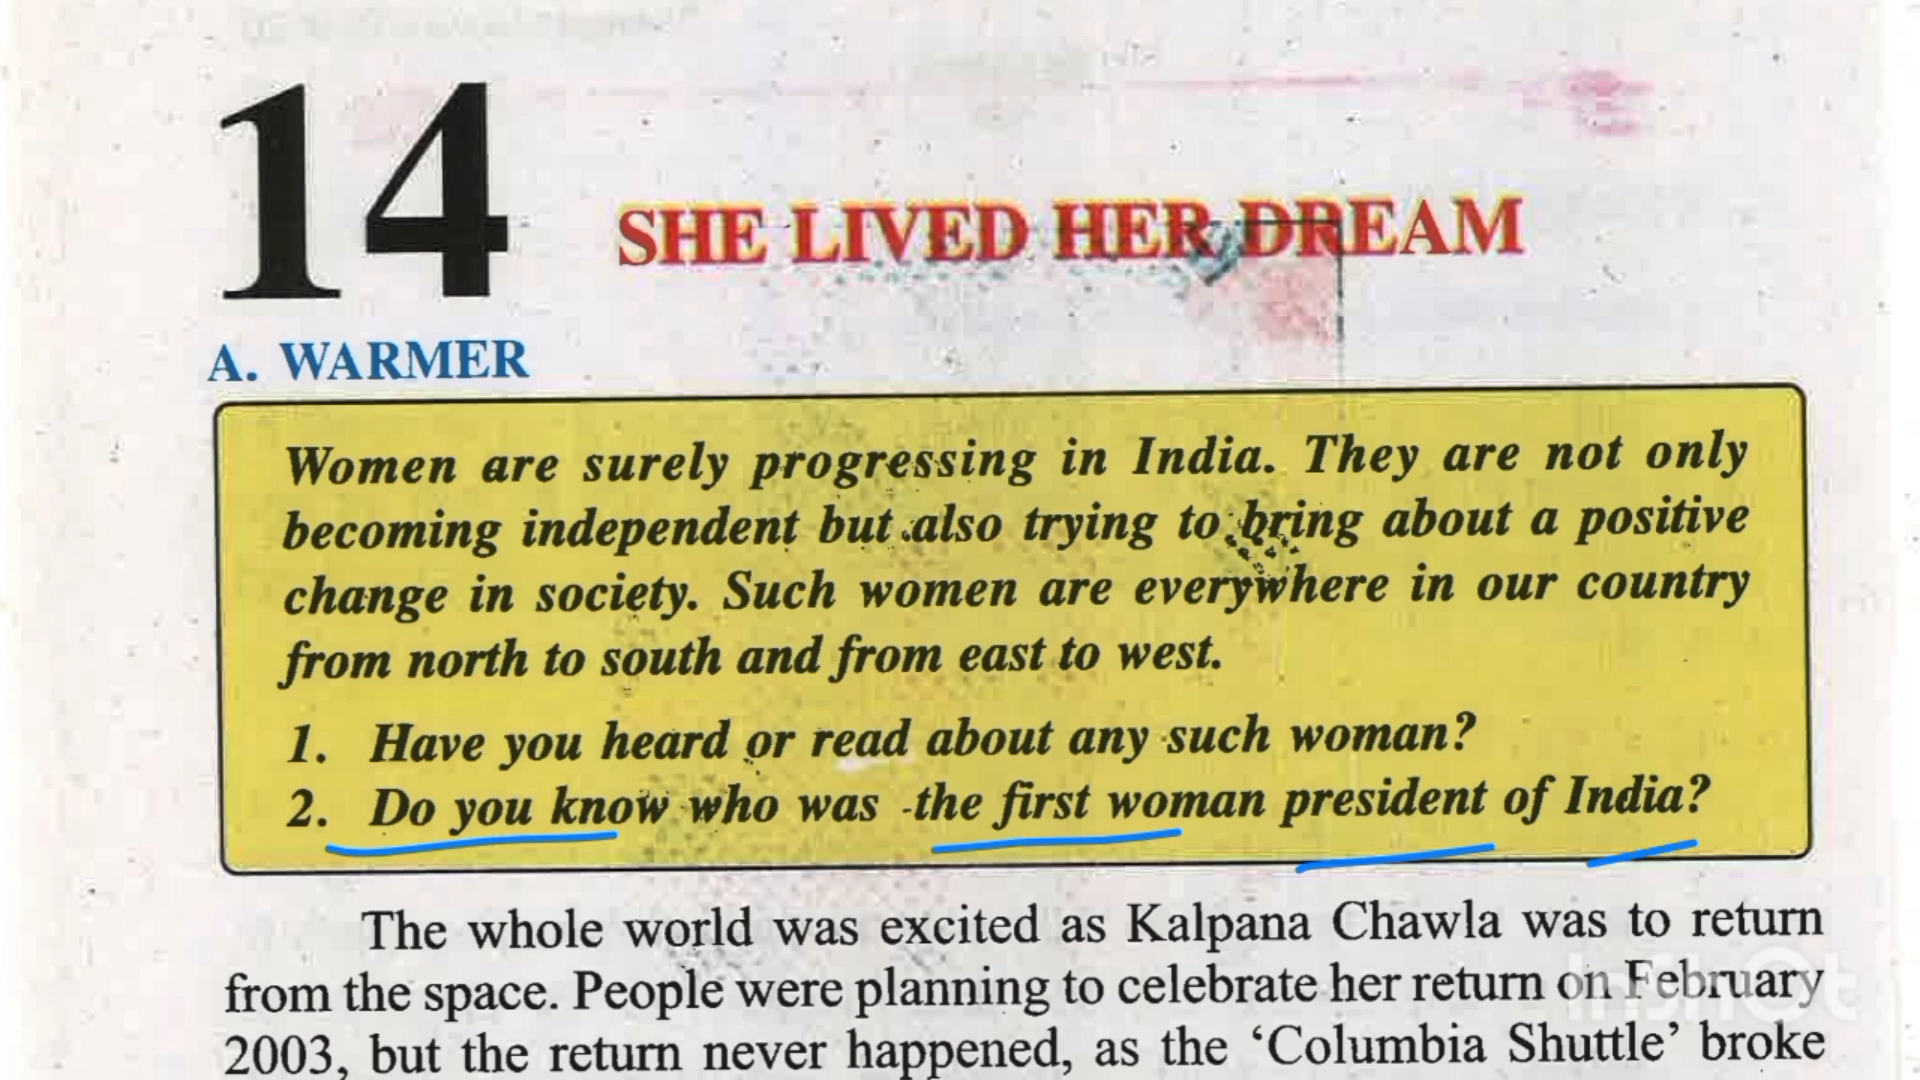 14
SHE LIVED HER DREAM
A. WARMER
Women are surely progressing in India. They are not only
becoming independent but also trying to bring about a positive
change in society. Such women are everywhere in our country
from north to south and from east to west.
1. Have you heard or read about any such woman?
2. Do you know who was the first woman president of India?
The whole world was excited as Kalpana Chawla was to return
from the space. People were planning to celebrate her return on February
2003, but the return never happened, as the ‘Columbia Shuttle’ broke
InShOt